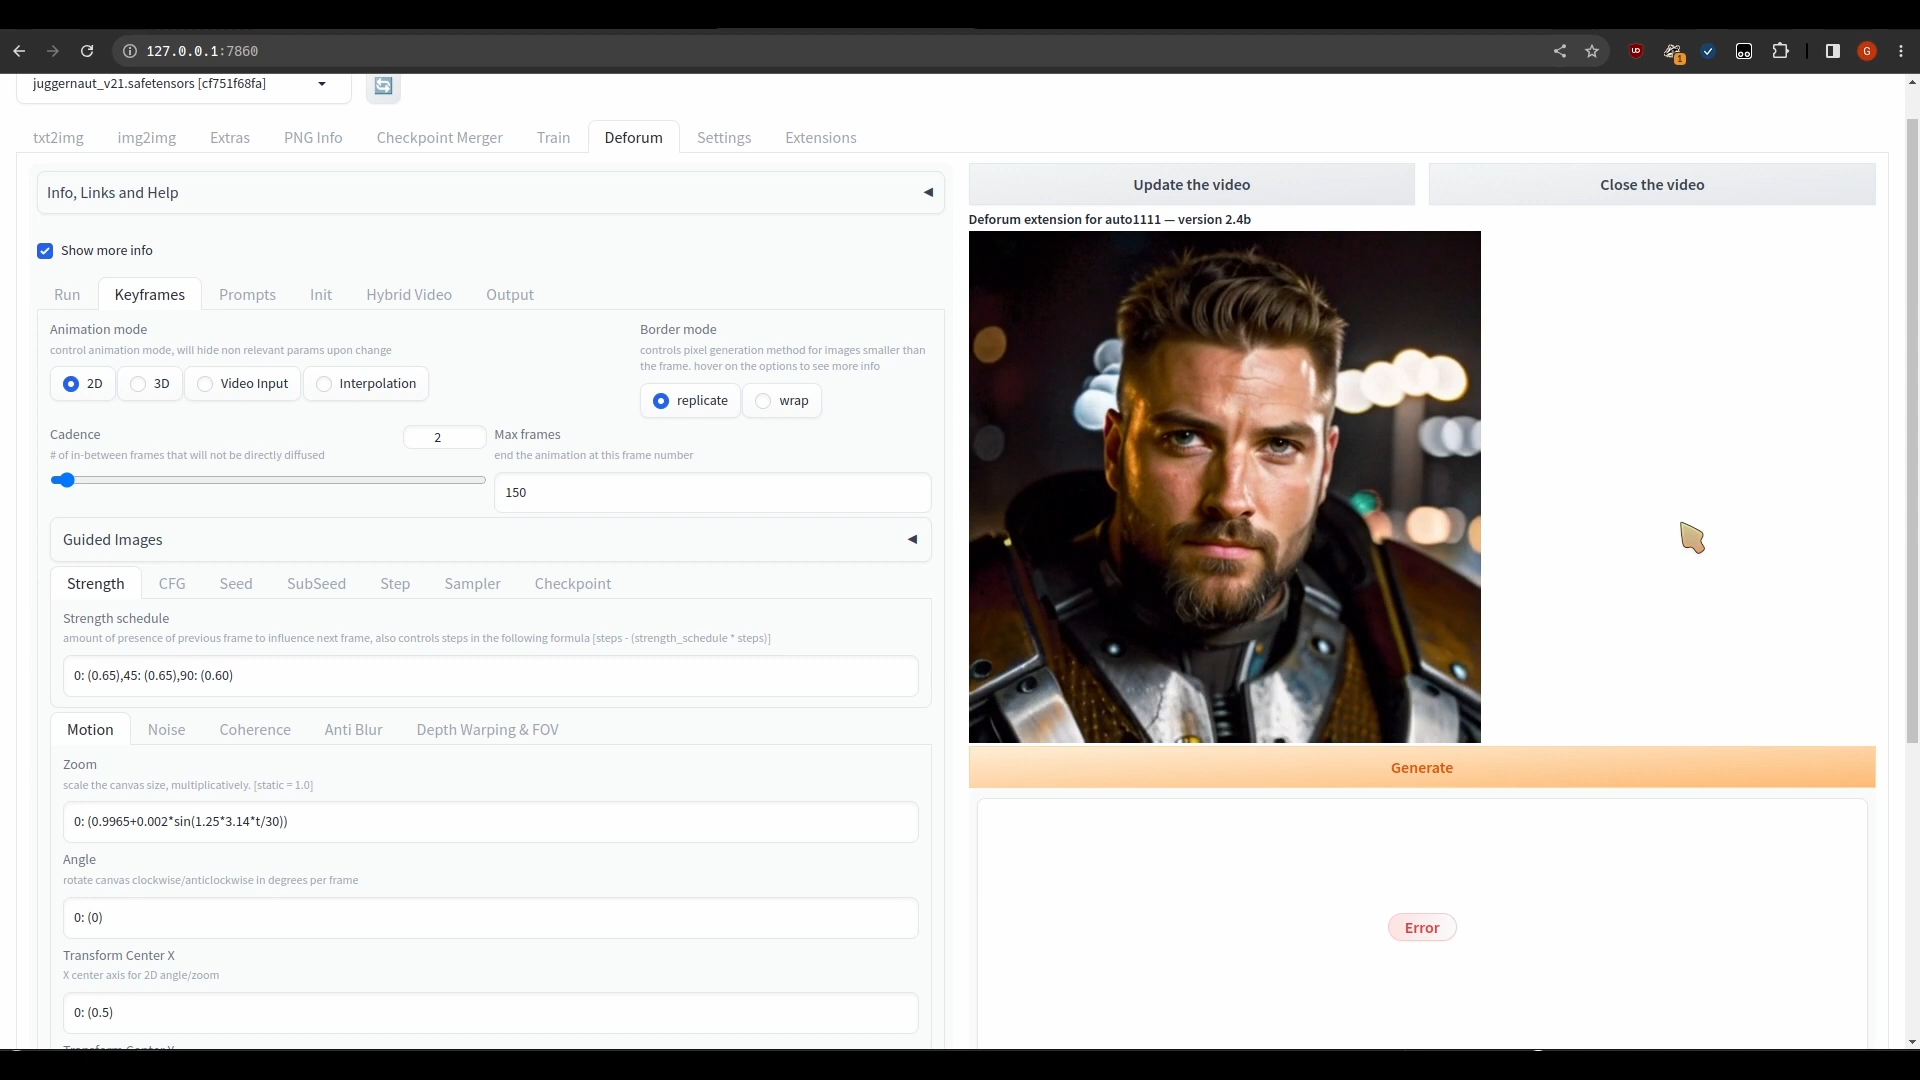 127.0.0.1:7860
juggernaut_v21.safetensors [cf751f68fa]
txt2img img2img Extras PNG Info Checkpoint Merger Train Deforum Settings Extensions
Info, Links and Help
Show more info
Run Keyframes Prompts Init Hybrid Video Output
Animation mode
control animation mode, will hide non relevant params upon change
2D 3D Video Input Interpolation
Border mode
controls pixel generation method for images smaller than
the frame. hover on the options to see more info
replicate wrap
Cadence
2
# of in-between frames that will not be directly diffused
Max frames
end the animation at this frame number
150
Guided Images
Strength CFG Seed SubSeed Step Sampler Checkpoint
Strength schedule
amount of presence of previous frame to influence next frame, also controls steps in the following formula [steps - (strength_schedule * steps)]
0: (0.65),45: (0.65),90: (0.60)
Motion Noise Coherence Anti Blur Depth Warping & FOV
Zoom
scale the canvas size, multiplicatively. [static = 1.0]
0: (0.9965+0.002*sin(1.25*3.14*t/30))
Angle
rotate canvas clockwise/anticlockwise in degrees per frame
0: (0)
Transform Center X
X center axis for 2D angle/zoom
0: (0.5)
Update the video Close the video
Deforum extension for auto1111 — version 2.4b
Generate
Error
1
G